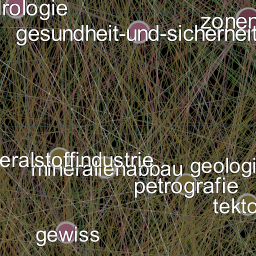 rologie
zonen
gesundheit-und-sicherheit
eralstoffindustrie
mineralienabbau
geologi
petrografie
tekto
gewiss